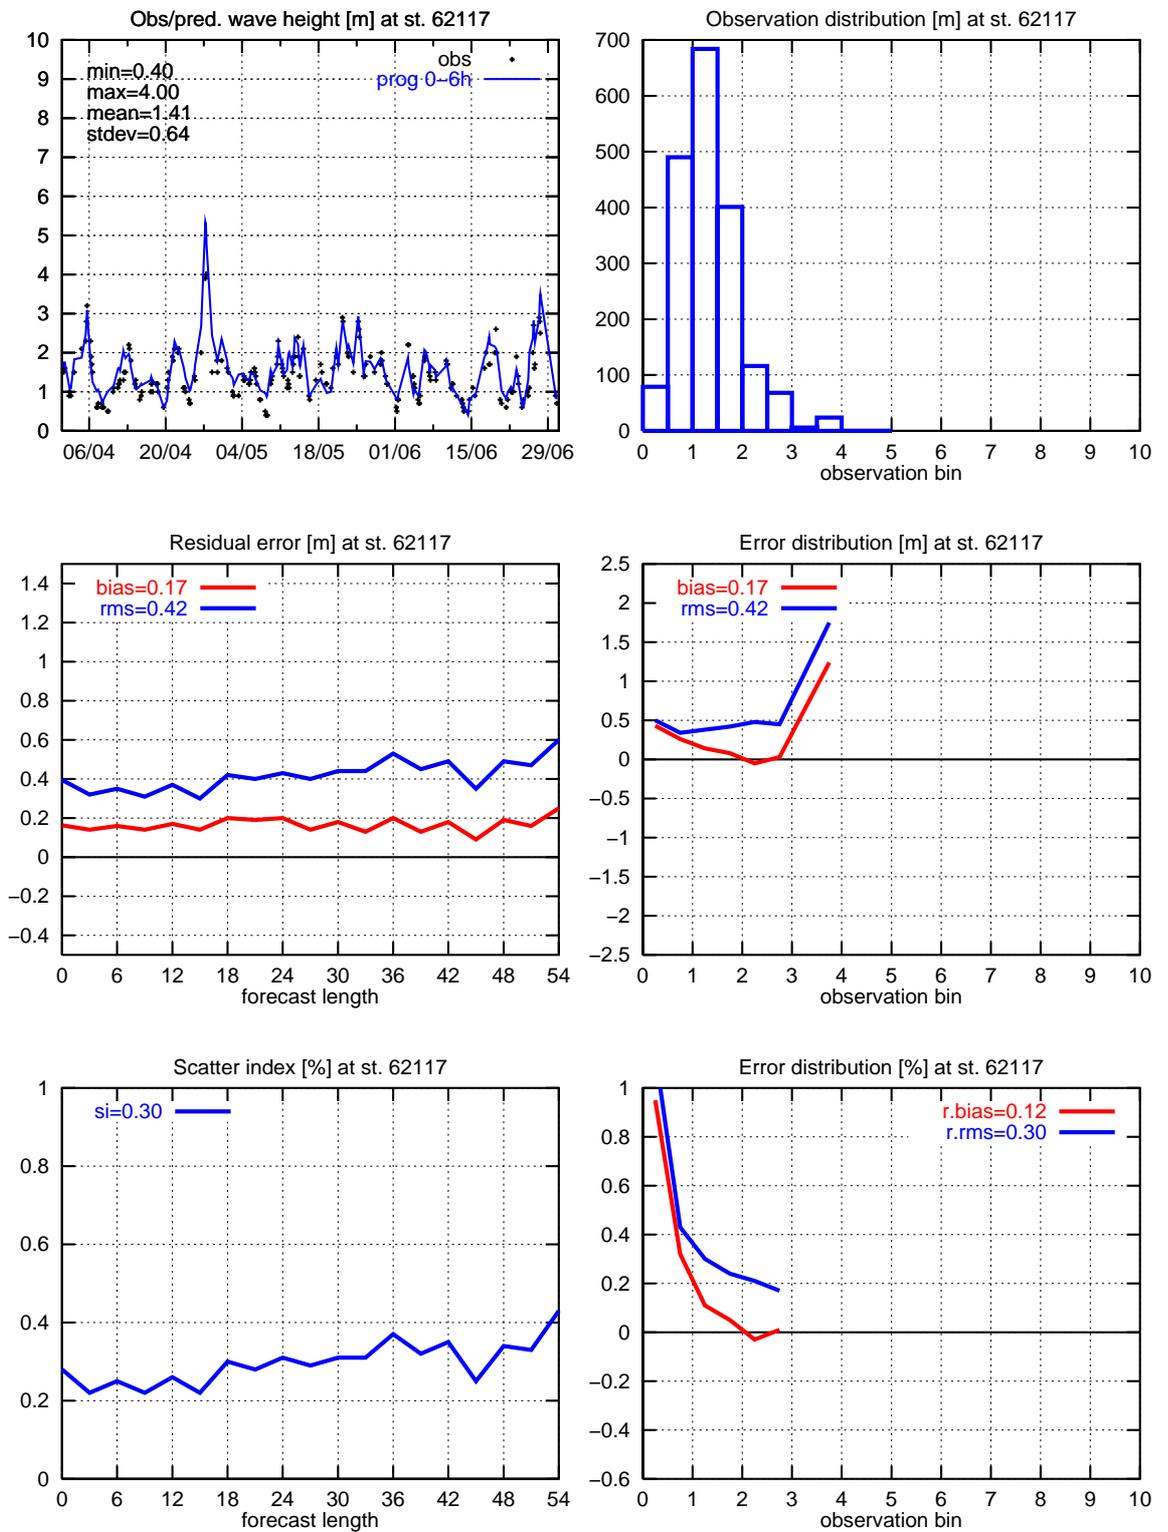 Obs/pred. wave height [m] at st. 62117
10
9
8
7
6
5
4
3
2
1
0
min=0.40
max=4.00
mean=1.41
stdev=0.64
obs
prog 0−6h
06/04 20/04 04/05 18/05 01/06 15/06 29/06
Observation distribution [m] at st. 62117
700
600
500
400
300
200
100
0
0 1 2 3 4 5 6 7 8 9 10
observation bin
Residual error [m] at st. 62117
1.4
1.2
1
0.8
0.6
0.4
0.2
0
−0.2
−0.4
bias=0.17
rms=0.42
0 6 12 18 24 30 36 42 48 54
forecast length
Error distribution [m] at st. 62117
2.5
2
1.5
1
0.5
0
−0.5
−1
−1.5
−2
−2.5
bias=0.17
rms=0.42
0 1 2 3 4 5 6 7 8 9 10
observation bin
Scatter index [%] at st. 62117
1
0.8
0.6
0.4
0.2
0
si=0.30
0 6 12 18 24 30 36 42 48 54
forecast length
Error distribution [%] at st. 62117
1
0.8
0.6
0.4
0.2
0
−0.2
−0.4
−0.6
r.bias=0.12
r.rms=0.30
0 1 2 3 4 5 6 7 8 9 10
observation bin